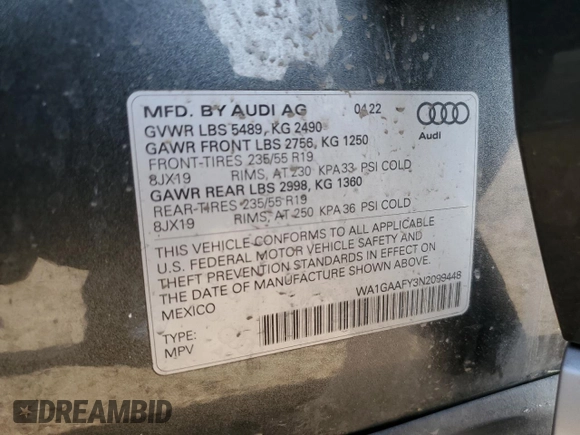 MFD. BY AUDI AG 04.22
Audi
GVWR LBS 5489, KG 2490
GAWR FRONT LBS 2756, KG 1250
FRONT-TIRES 235/55 R19
8JX19 RIMS, AT 230 KPA 33 PSI COLD
GAWR REAR LBS 2998, KG 1360
REAR-TIRES 235/55 R19
8JX19 RIMS, AT 250 KPA 36 PSI COLD
THIS VEHICLE CONFORMS TO ALL APPLICABLE
U.S. FEDERAL MOTOR VEHICLE SAFETY AND
THEFT PREVENTION STANDARDS IN EFFECT ON
THE DATE OF MANUFACTURE SHOWN ABOVE.
MEXICO
WA1GAAFY3N2099448
TYPE:
MPV
DREAMBID